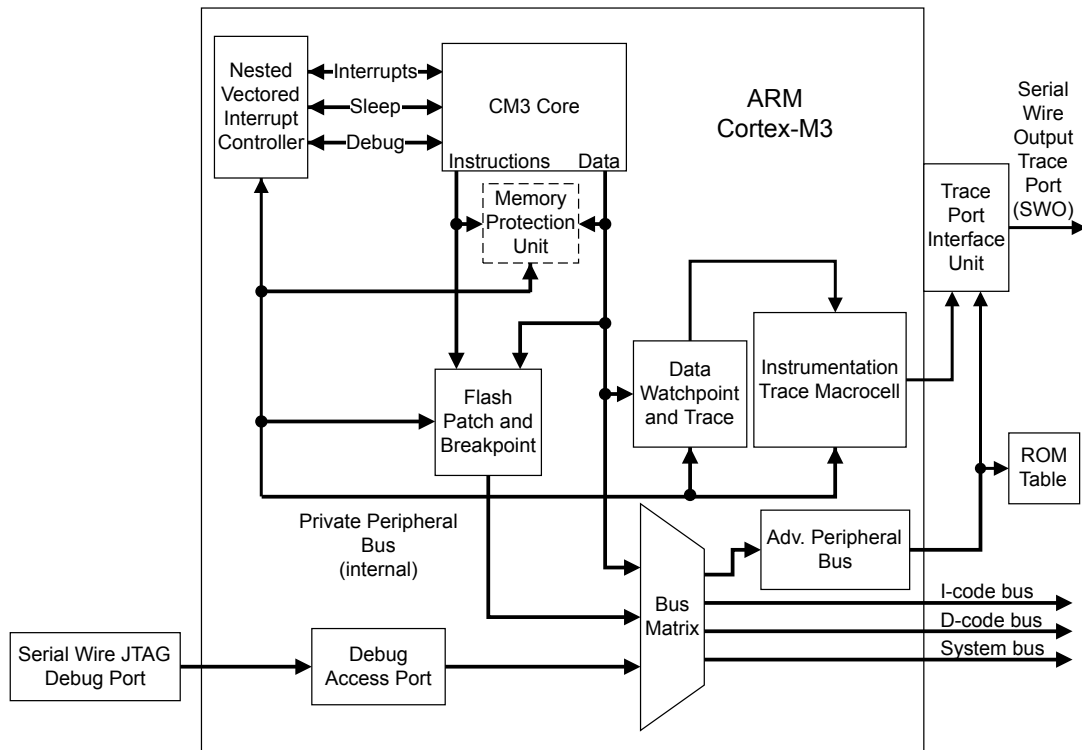 Nested
Vectored
Interrupt
Controller
Interrupts
Sleep
Debug
CM3 Core
Instructions
Data
ARM
Cortex-M3
Serial
Wire
Output
Trace
Port
(SWO)
Trace
Port
Interface
Unit
Memory
Protection
Unit
Flash
Patch and
Breakpoint
Data
Watchpoint
and Trace
Instrumentation
Trace Macrocell
ROM
Table
Private Peripheral
Bus
(internal)
Adv. Peripheral
Bus
Bus
Matrix
I-code bus
D-code bus
System bus
Serial Wire JTAG
Debug Port
Debug
Access Port